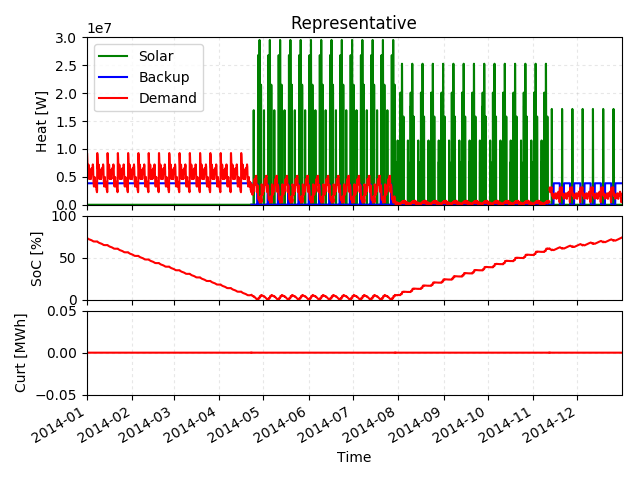 Representative
1e7
Heat [W]
3.0
2.5
2.0
1.5
1.0
0.5
0.0
Solar
Backup
Demand
SoC [%]
100
50
0
Curt [MWh]
0.05
0.00
−0.05
2014-01
2014-02
2014-03
2014-04
2014-05
2014-06
2014-07
2014-08
2014-09
2014-10
2014-11
2014-12
Time